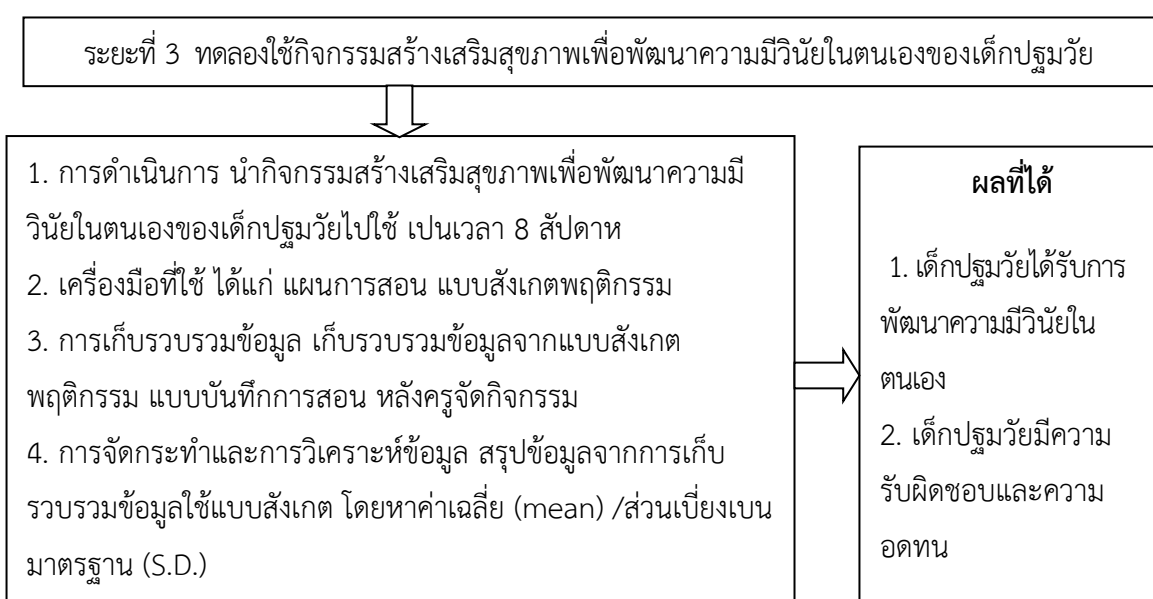 ระยะที่ 3 ทดลองใช้กิจกรรมสร้างเสริมสุขภาพเพื่อพัฒนาความมีวินัยในตนเองของเด็กปฐมวัย
1. การดำเนินการ นำกิจกรรมสร้างเสริมสุขภาพเพื่อพัฒนาความมี
วินัยในตนเองของเด็กปฐมวัยไปใช้ เปนเวลา 8 สัปดาห
2. เครื่องมือที่ใช้ ได้แก่ แผนการสอน แบบสังเกตพฤติกรรม
3. การเก็บรวบรวมข้อมูล เก็บรวบรวมข้อมูลจากแบบสังเกต
พฤติกรรม แบบบันทึกการสอน หลังครูจัดกิจกรรม
4. การจัดกระทำและการวิเคราะห์ข้อมูล สรุปข้อมูลจากการเก็บ
รวบรวมข้อมูลใช้แบบสังเกต โดยหาค่าเฉลี่ย (mean) /ส่วนเบี่ยงเบน
มาตรฐาน (S.D.)
ผลที่ได้
1. เด็กปฐมวัยได้รับการ
พัฒนาความมีวินัยใน
ตนเอง
2. เด็กปฐมวัยมีความ
รับผิดชอบและความ
อดทน